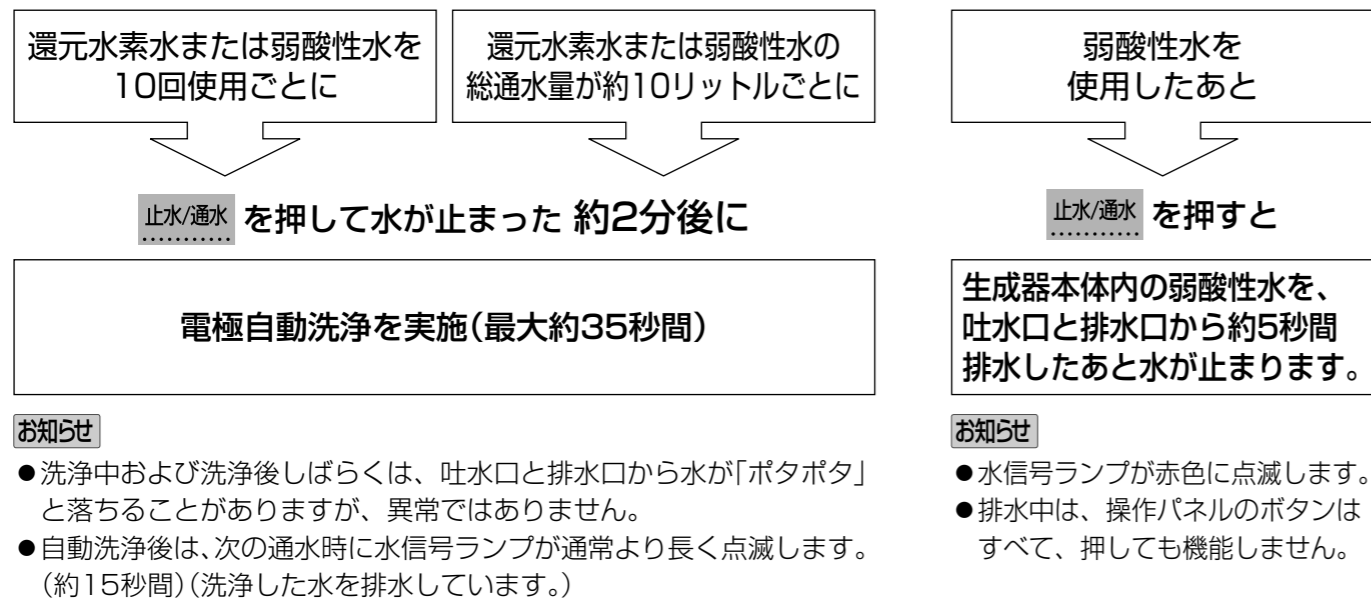 還元水素水または弱酸性水を
10回使用ごとに
還元水素水または弱酸性水の
総通水量が約10リットルごとに
止水/通水 を押して水が止まった 約2分後に
電極自動洗浄を実施(最大約35秒間)
お知らせ
●洗浄中および洗浄後しばらくは、吐水口と排水口から水が「ポタポタ」
と落ちることがありますが、異常ではありません。
●自動洗浄後は、次の通水時に水信号ランプが通常より長く点滅します。
(約15秒間)(洗浄した水を排水しています。)
弱酸性水を
使用したあと
止水/通水 を押すと
生成器本体内の弱酸性水を、
吐水口と排水口から約5秒間
排水したあと水が止まります。
お知らせ
●水信号ランプが赤色に点滅します。
●排水中は、操作パネルのボタンは
すべて、押しても機能しません。